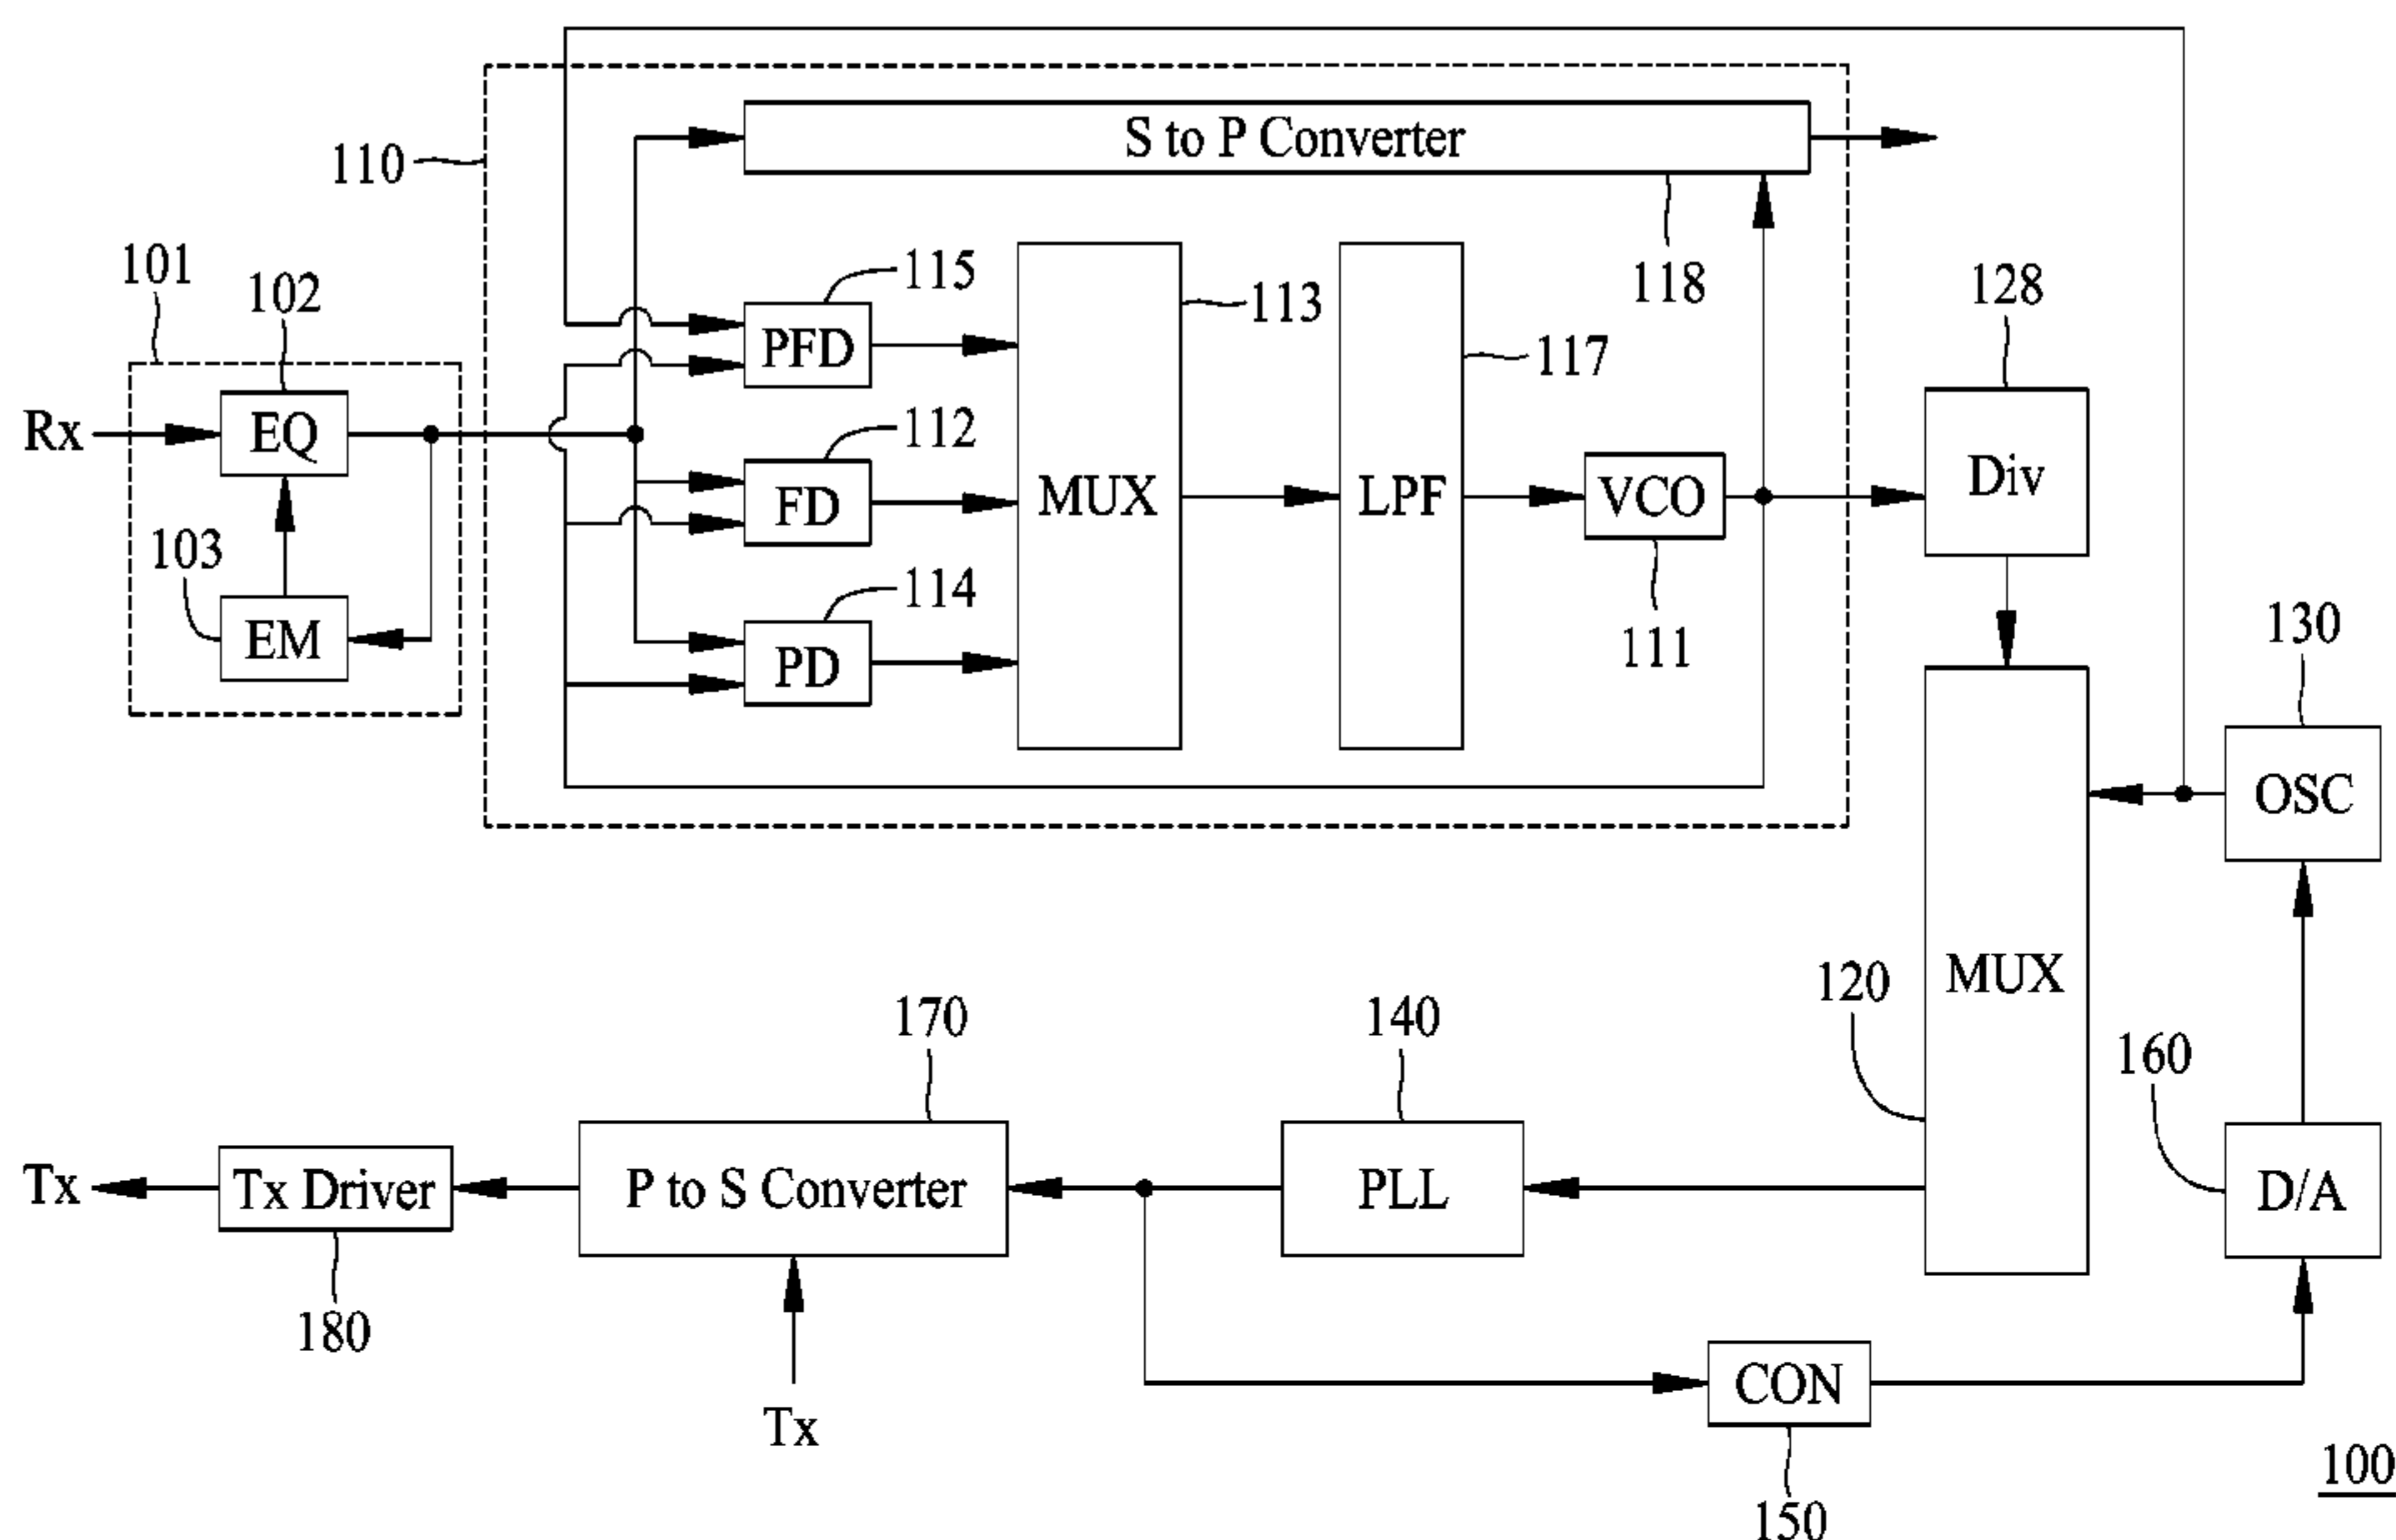 110
S to P Converter
118
101
102
115
113
117
128
Rx
EQ
PFD
112
FD
MUX
LPF
VCO
Div
103
EM
114
PD
111
130
OSC
120
MUX
170
140
160
Tx
Tx Driver
P to S Converter
PLL
D/A
180
Tx
CON
150
100